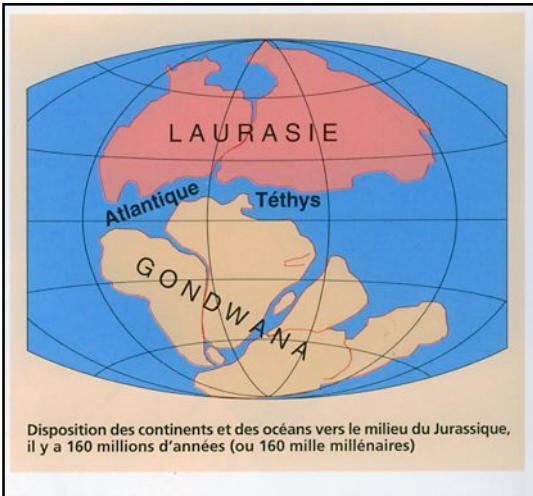 LAURASIE
Atlantique
Téthys
GONDWANA
Disposition des continents et des océans vers le milieu du Jurassique,
il y a 160 millions d'années (ou 160 mille millénaires)